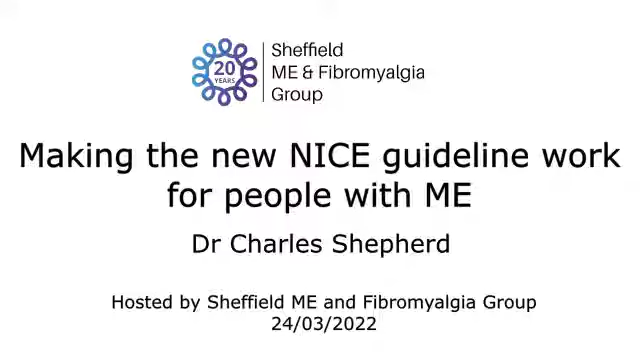 20
YEARS
Sheffield
ME & Fibromyalgia
Group
Making the new NICE guideline work
for people with ME
Dr Charles Shepherd
Hosted by Sheffield ME and Fibromyalgia Group
24/03/2022